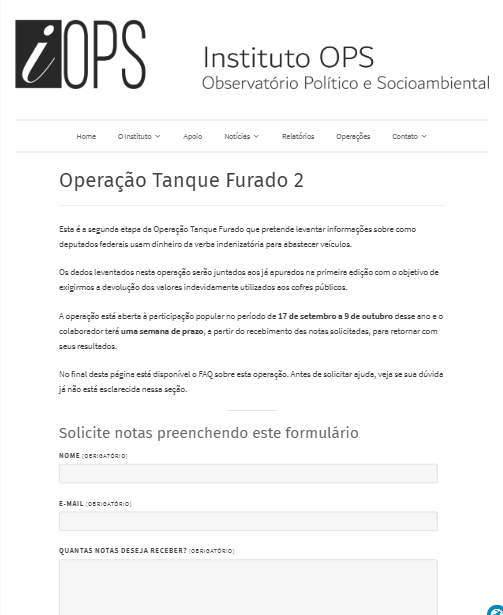 iOPS
Instituto OPS
Observatório Político e Socioambiental
Home O Instituto Apoio Notícias Relatórios Operações Contato
Operação Tanque Furado 2
Esta é a segunda etapa da Operação Tanque Furado que pretende levantar informações sobre como
deputados federais usam dinheiro da verba indenizatória para abastecer veículos.
Os dados levantados nesta operação serão juntados aos já apurados na primeira edição com o objetivo de
exigirmos a devolução dos valores indevidamente utilizados aos cofres públicos.
A operação está aberta à participação popular no período de 17 de setembro a 9 de outubro desse ano e o
colaborador terá uma semana de prazo, a partir do recebimento das notas solicitadas, para retornar com
seus resultados.
No final desta página está disponível o FAQ sobre esta operação. Antes de solicitar ajuda, veja se sua dúvida
já não está esclarecida nessa seção.
Solicite notas preenchendo este formulário
NOME (OBRIGATÓRIO)
E-MAIL (OBRIGATÓRIO)
QUANTAS NOTAS DESEJA RECEBER? (OBRIGATÓRIO)